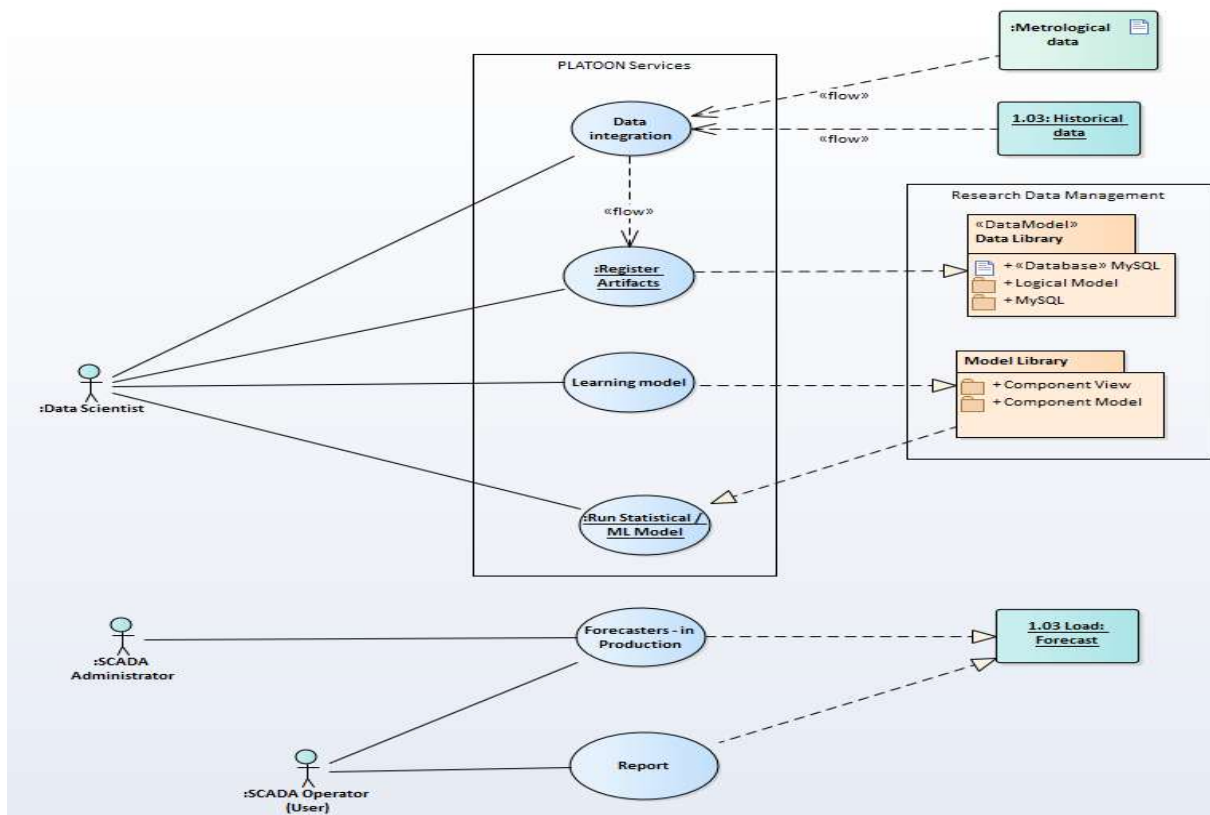 :Metrological
data
PLATOON Services
«flow»
Data
integration
1.03: Historical
data
«flow»
Research Data Management
«flow»
«DataModel»
Data Library
:Register
Artifacts
+ «Database» MySQL
+ Logical Model
+ MySQL
Model Library
Learning model
+ Component View
+ Component Model
:Data Scientist
:Run Statistical /
ML Model
Forecasters - in
Production
1.03 Load:
Forecast
:SCADA
Administrator
Report
:SCADA Operator
(User)